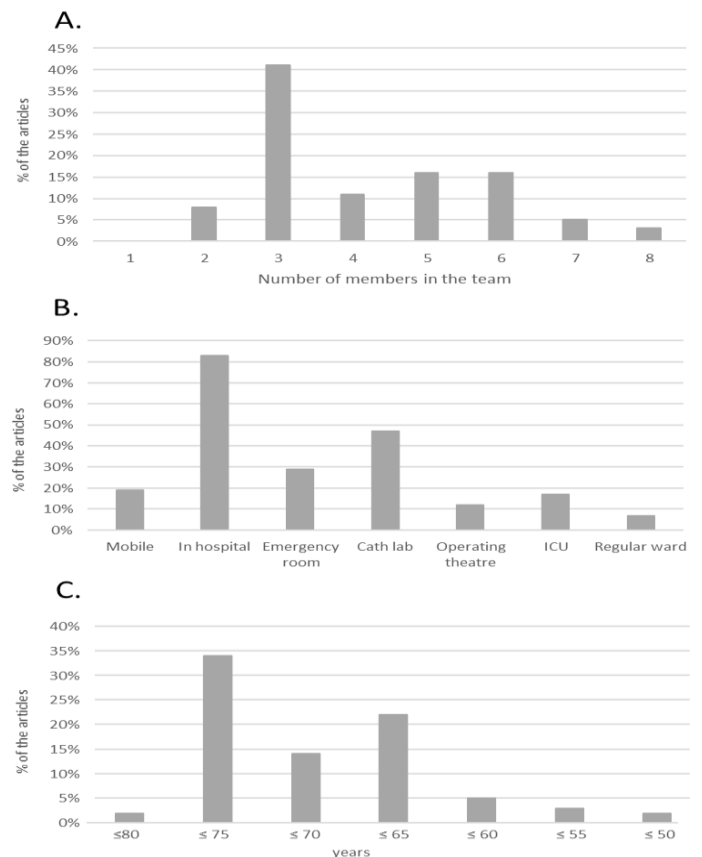 A.
45%
40%
35%
30%
25%
20%
15%
10%
5%
0%
% of the articles
1 2 3 4 5 6 7 8
Number of members in the team
B.
90%
80%
70%
60%
50%
40%
30%
20%
10%
0%
% of the articles
Mobile In hospital Emergency Cath lab Operating ICU Regular ward
room theatre
C.
40%
35%
30%
25%
20%
15%
10%
5%
0%
% of the articles
≤80 ≤ 75 ≤ 70 ≤ 65 ≤ 60 ≤ 55 ≤ 50
years